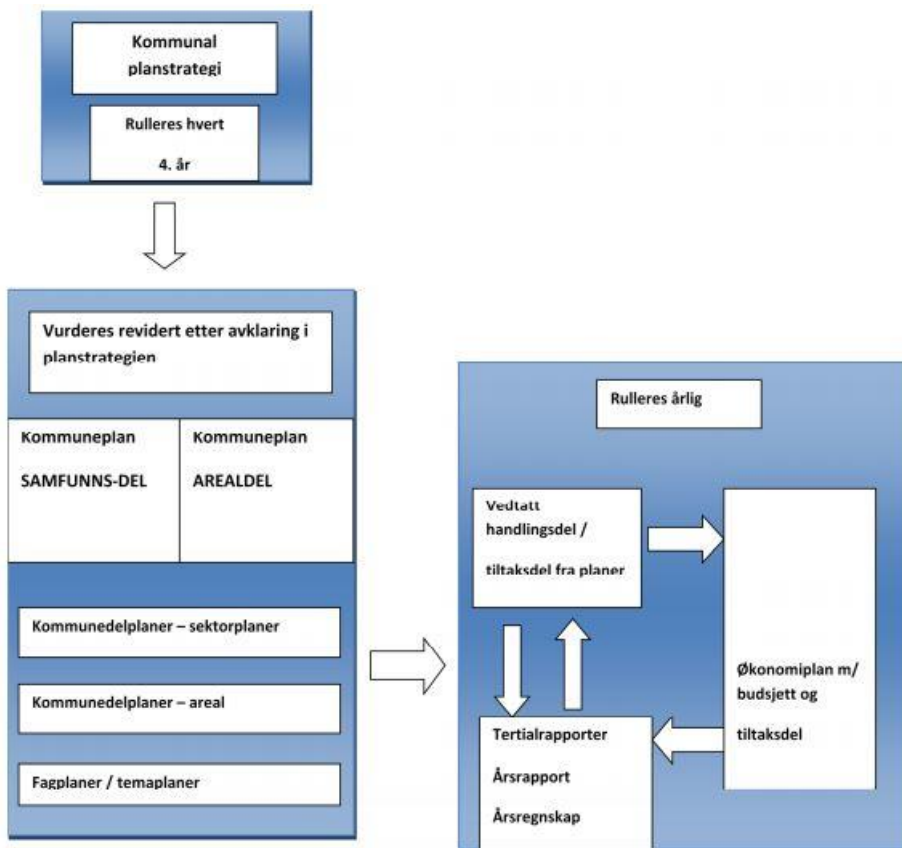 Kommunal
planstrategi
Rulleres hvert
4. år
Vurderes revidert etter avklaring i
planstrategien
Kommuneplan
SAMFUNNS-DEL
Kommuneplan
AREALDEL
Kommunedelplaner – sektorplaner
Kommunedelplaner – areal
Fagplaner / temaplaner
Rulleres årlig
Vedtatt
handlingsdel /
tiltaksdel fra planer
Økonomiplan m/
budsjett og
tiltaksdel
Tertialrapporter
Årsrapport
Årsregnskap